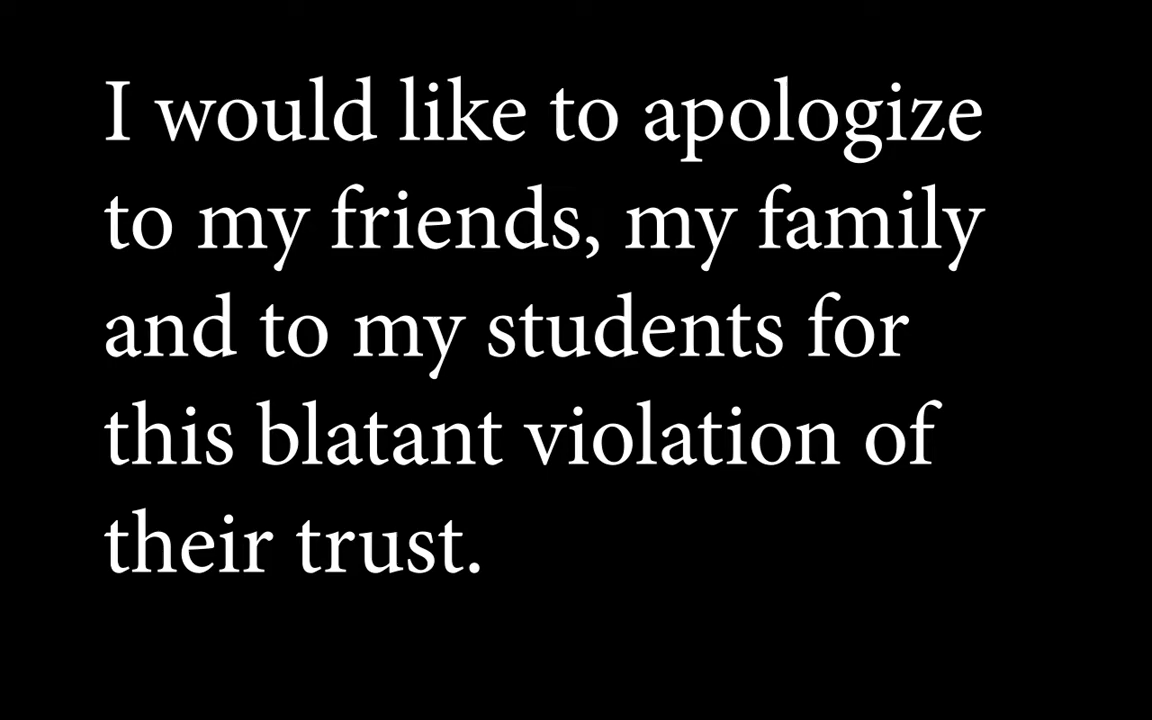 I would like to apologize
to my friends, my family
and to my students for
this blatant violation of
their trust.